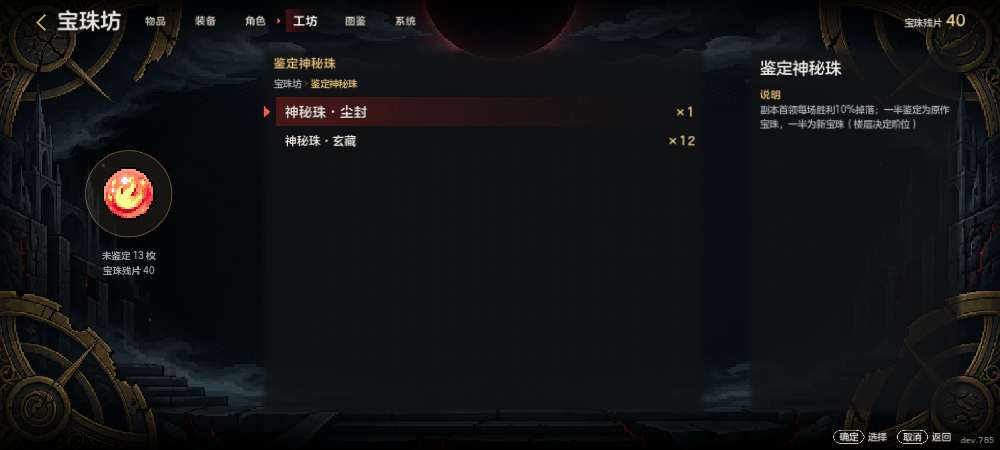 宝珠坊
物品 装备 角色 工坊 图鉴 系统
宝珠残片 40
鉴定神秘珠
宝珠坊 › 鉴定神秘珠
神秘珠 · 尘封 ×1
神秘珠 · 玄藏 ×12
未鉴定 13 枚
宝珠残片 40
鉴定神秘珠
说明
副本首领每场胜利10%掉落；一半鉴定为原作
宝珠，一半为新宝珠（楼层决定阶位）
确定 选择 取消 返回 dev.785